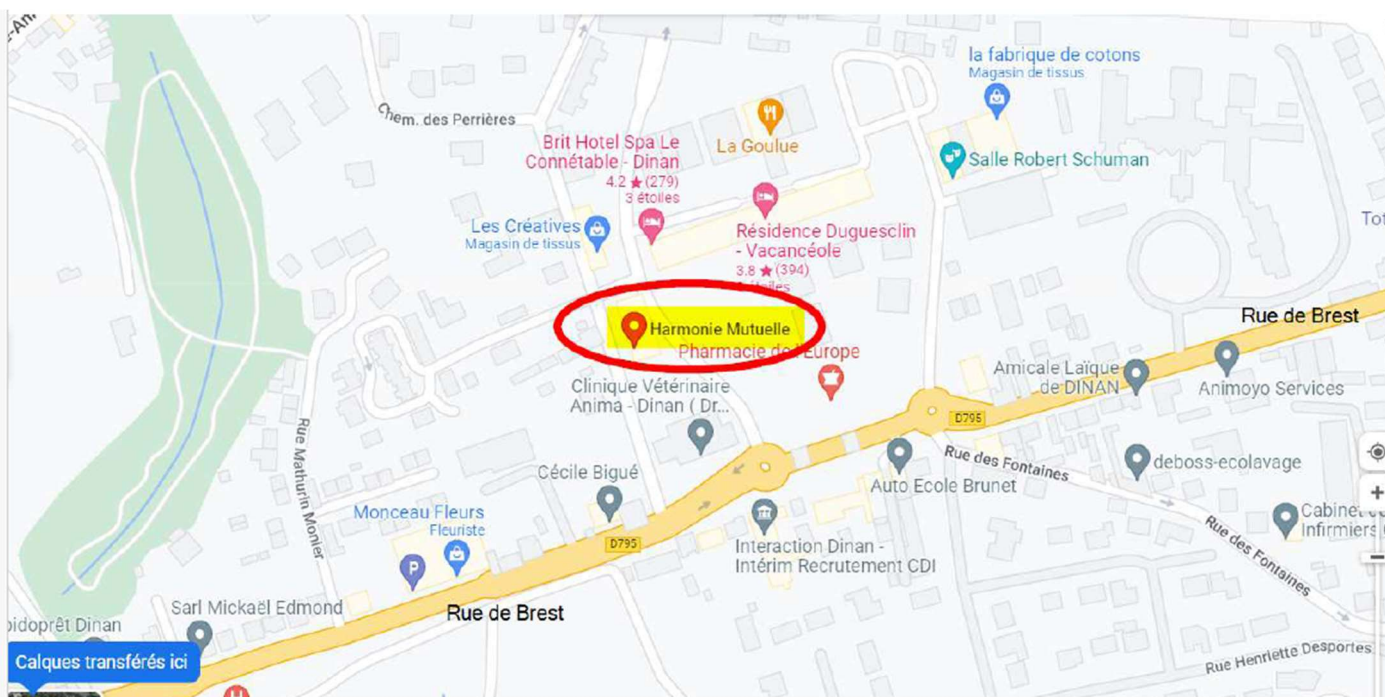 la fabrique de cotons
Magasin de tissus
Chem. des Perrières
Brit Hotel Spa Le
Connétable - Dinan
4.2 ★ (279)
3 étoiles
La Goulue
Salle Robert Schuman
Les Créatives
Magasin de tissus
Résidence Duguesclin
- Vacancéole
3.8 ★ (394)
étoiles
Harmonie Mutuelle
Pharmacie de l'Europe
Rue de Brest
Clinique Vétérinaire
Anima - Dinan ( Dr...
Amicale Laïque
de DINAN
Animoyo Services
D795
Rue Mathurin Monier
Cécile Bigué
Auto Ecole Brunet
Rue des Fontaines
deboss-ecolavage
Monceau Fleurs
Fleuriste
P
D795
Interaction Dinan -
Intérim Recrutement CDI
Cabinet
Infirmiers
Rue des Fontaines
Sarl Mickaël Edmond
Rue de Brest
Dinan
Calques transférés ici
Rue Henriette Desportes